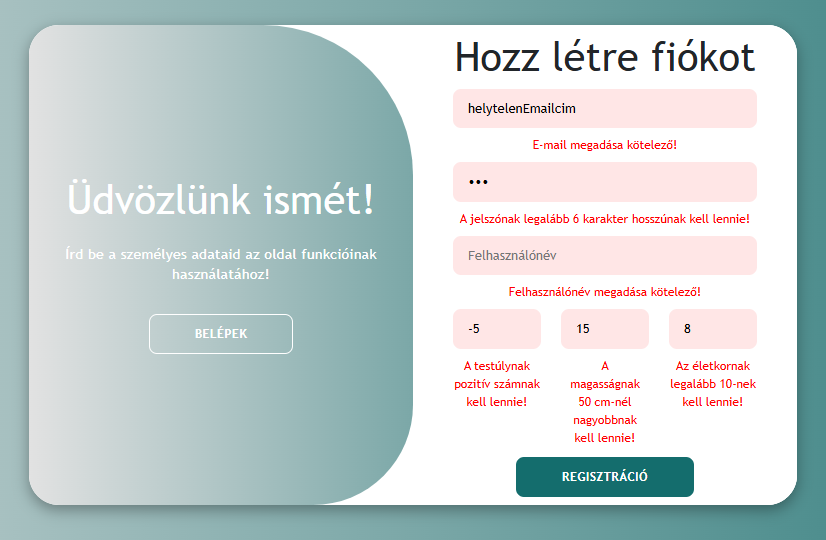 Üdvözlünk ismét!
Írd be a személyes adataid az oldal funkcióinak
használatához!
BELÉPEK
Hozz létre fiókot
helytelenEmailcim
E-mail megadása kötelező!
•••
A jelszónak legalább 6 karakter hosszúnak kell lennie!
Felhasználónév
Felhasználónév megadása kötelező!
-5
A testúlynak
pozitív számnak
kell lennie!
15
A
magasságnak
50 cm-nél
nagyobbnak
kell lennie!
8
Az életkornak
legalább 10-nek
kell lennie!
REGISZTRÁCIÓ